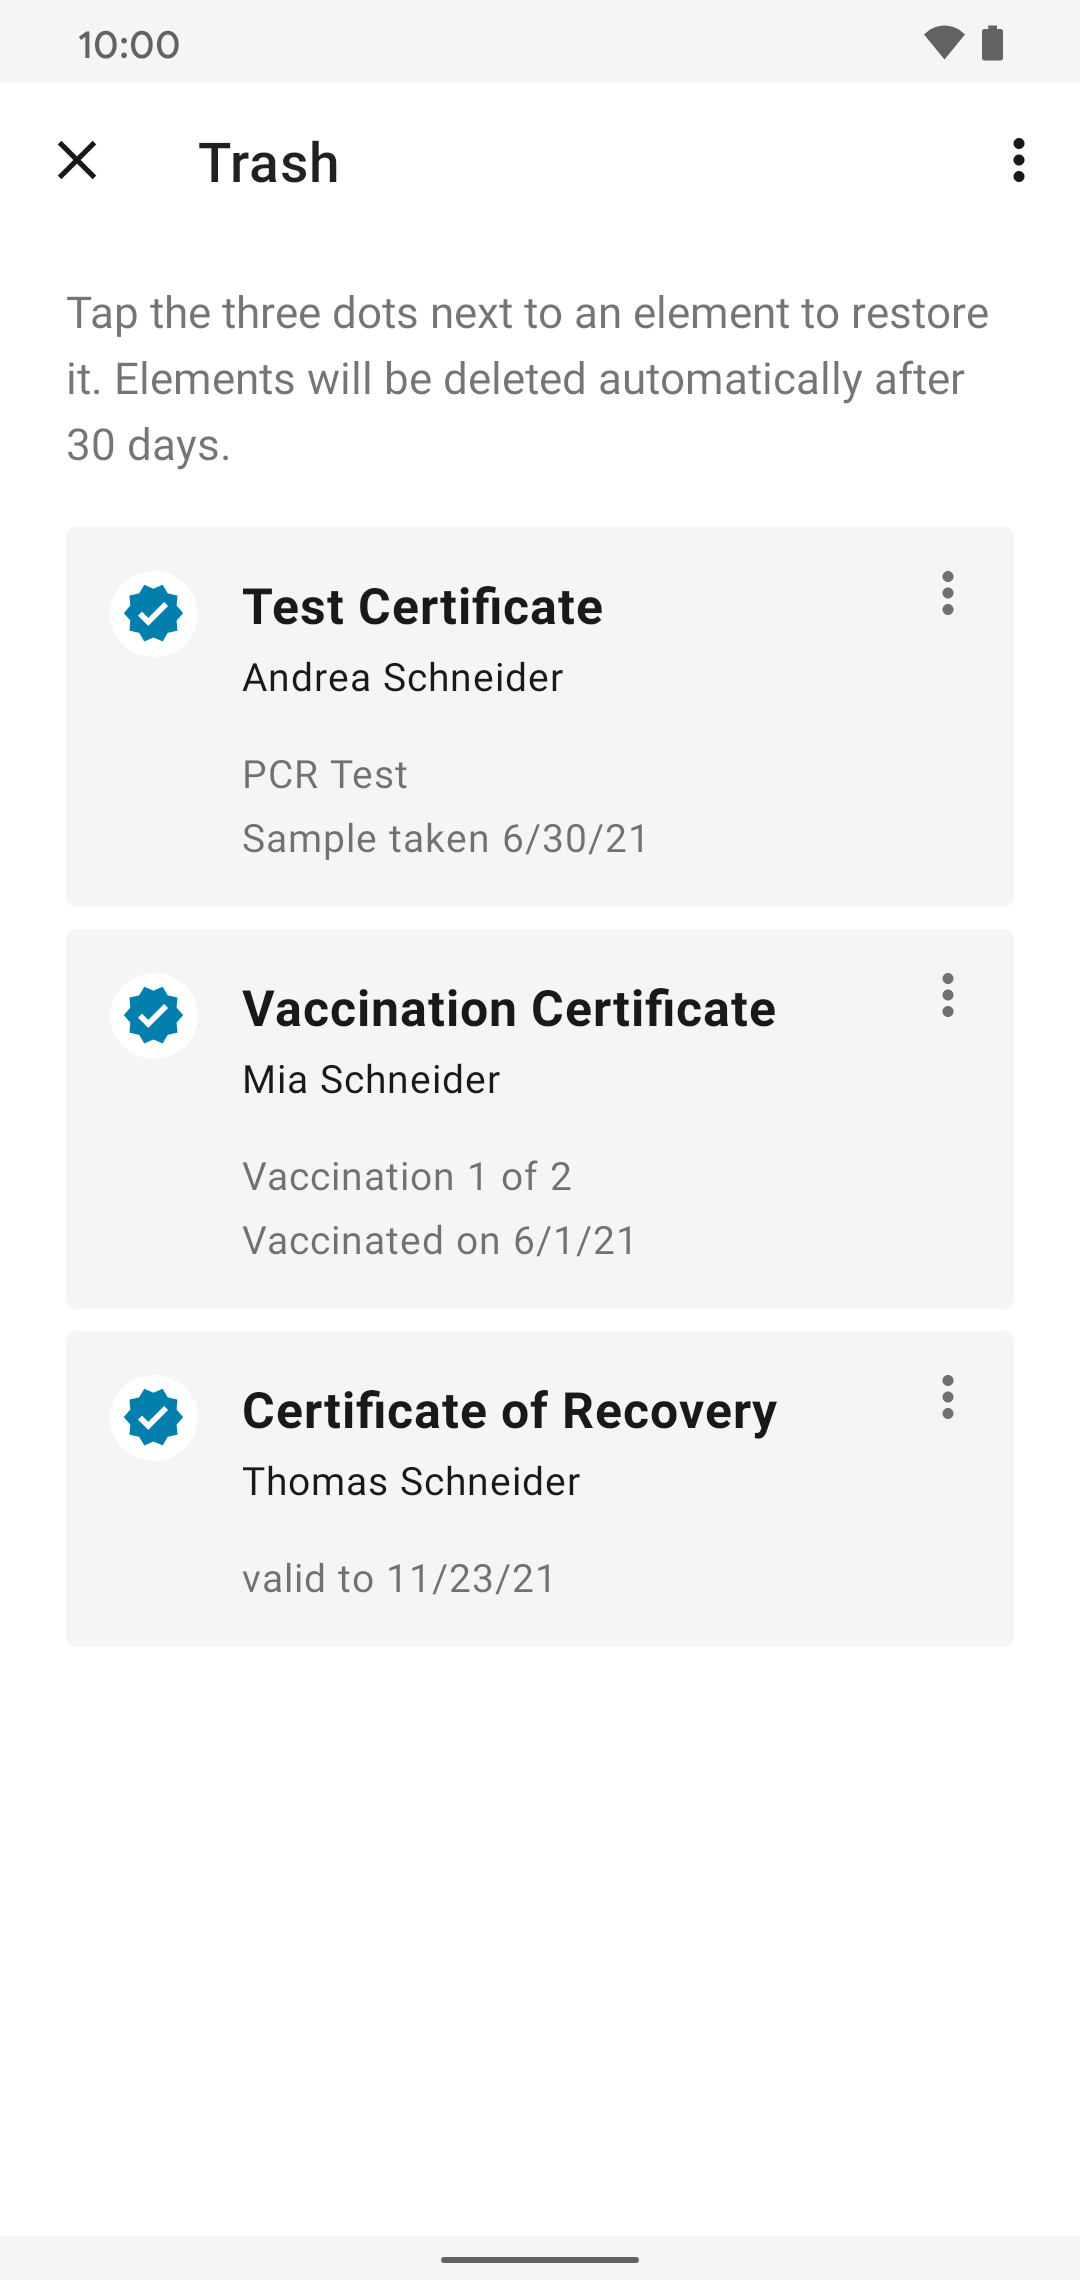 10:00
Trash
Tap the three dots next to an element to restore
it. Elements will be deleted automatically after
30 days.
Test Certificate
Andrea Schneider
PCR Test
Sample taken 6/30/21
Vaccination Certificate
Mia Schneider
Vaccination 1 of 2
Vaccinated on 6/1/21
Certificate of Recovery
Thomas Schneider
valid to 11/23/21